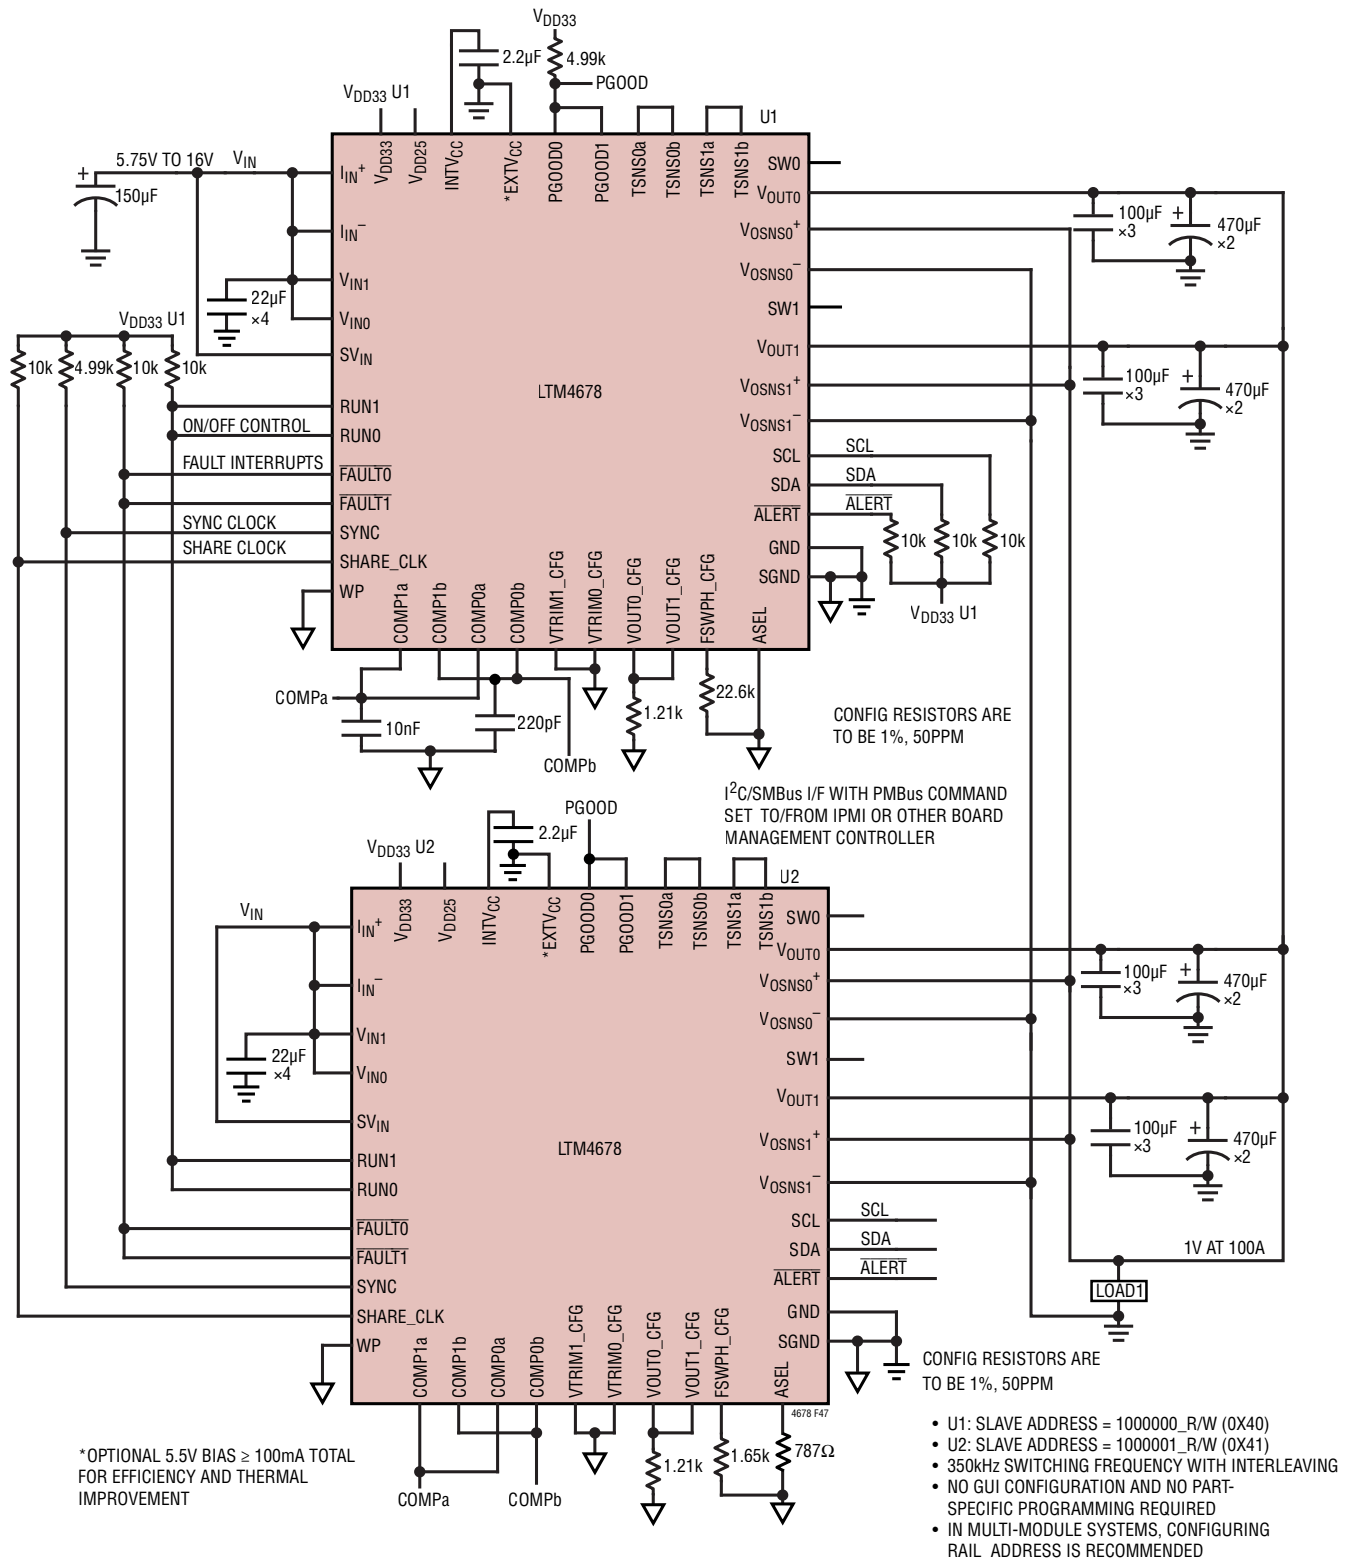 VDD33
2.2µF
4.99k
PGOOD
VDD33 U1
U1
VDD33
VDD25
INTVCC
*EXTVCC
PGOOD0
PGOOD1
TSNS0a
TSNS0b
TSNS1a
TSNS1b
5.75V TO 16V
VIN
+
150µF
22µF
×4
IIN+
IIN–
VIN1
VIN0
SVIN
RUN1
RUN0
FAULT0
FAULT1
SYNC
SHARE_CLK
WP
VDD33 U1
10k
4.99k
10k
10k
ON/OFF CONTROL
FAULT INTERRUPTS
SYNC CLOCK
SHARE CLOCK
LTM4678
SW0
VOUT0
VOSNS0+
VOSNS0–
SW1
VOUT1
VOSNS1+
VOSNS1–
SCL
SDA
ALERT
GND
SGND
100µF
×3
+
470µF
×2
100µF
×3
+
470µF
×2
SCL
SDA
ALERT
10k
10k
10k
VDD33 U1
COMP1a
COMP1b
COMP0a
COMP0b
VTRIM1_CFG
VTRIM0_CFG
VOUT0_CFG
VOUT1_CFG
FSWPH_CFG
ASEL
COMPa
10nF
220pF
COMPb
1.21k
22.6k
CONFIG RESISTORS ARE
TO BE 1%, 50PPM
I2C/SMBus I/F WITH PMBus COMMAND
SET TO/FROM IPMI OR OTHER BOARD
MANAGEMENT CONTROLLER
PGOOD
2.2µF
VDD33 U2
U2
VDD33
VDD25
INTVCC
*EXTVCC
PGOOD0
PGOOD1
TSNS0a
TSNS0b
TSNS1a
TSNS1b
VIN
22µF
×4
IIN+
IIN–
VIN1
VIN0
SVIN
RUN1
RUN0
FAULT0
FAULT1
SYNC
SHARE_CLK
WP
LTM4678
SW0
VOUT0
VOSNS0+
VOSNS0–
SW1
VOUT1
VOSNS1+
VOSNS1–
SCL
SDA
ALERT
GND
SGND
100µF
×3
+
470µF
×2
100µF
×3
+
470µF
×2
SCL
SDA
ALERT
1V AT 100A
LOAD1
COMP1a
COMP1b
COMP0a
COMP0b
VTRIM1_CFG
VTRIM0_CFG
VOUT0_CFG
VOUT1_CFG
FSWPH_CFG
ASEL
4678 F47
COMPa
COMPb
1.21k
1.65k
787Ω
CONFIG RESISTORS ARE
TO BE 1%, 50PPM
*OPTIONAL 5.5V BIAS ≥ 100mA TOTAL
FOR EFFICIENCY AND THERMAL
IMPROVEMENT
• U1: SLAVE ADDRESS = 1000000_R/W (0X40)
• U2: SLAVE ADDRESS = 1000001_R/W (0X41)
• 350kHz SWITCHING FREQUENCY WITH INTERLEAVING
• NO GUI CONFIGURATION AND NO PART-
SPECIFIC PROGRAMMING REQUIRED
• IN MULTI-MODULE SYSTEMS, CONFIGURING
RAIL ADDRESS IS RECOMMENDED